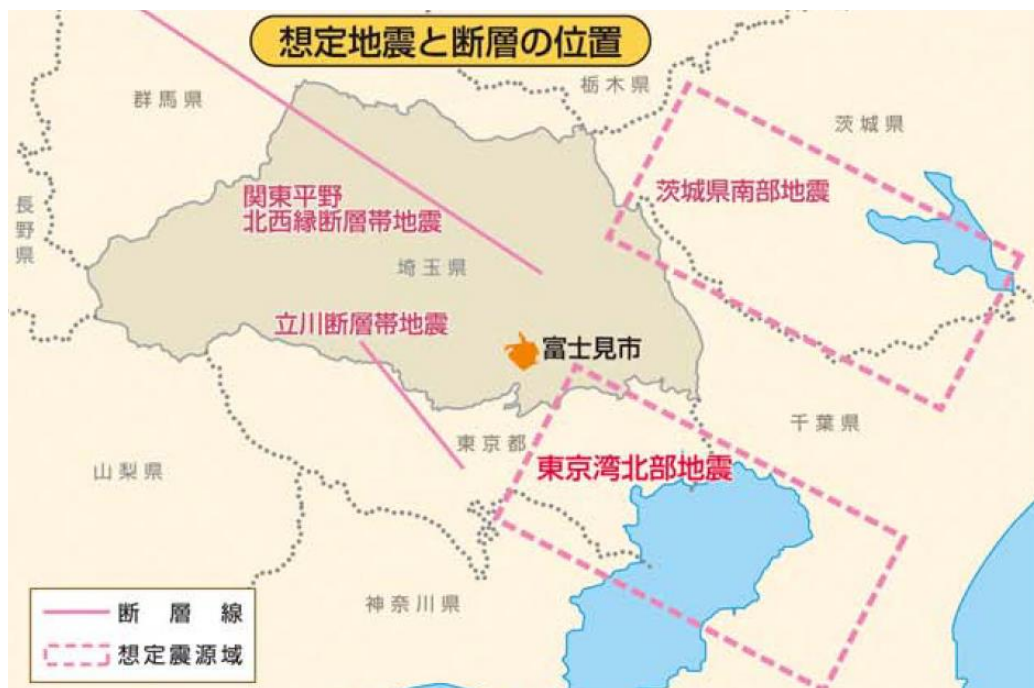 想定地震と断層の位置
栃木県
群馬県
茨城県
長野県
関東平野
北西縁断層帯地震
茨城県南部地震
埼玉県
立川断層帯地震
富士見市
千葉県
東京都
山梨県
東京湾北部地震
神奈川県
断層線
想定震源域